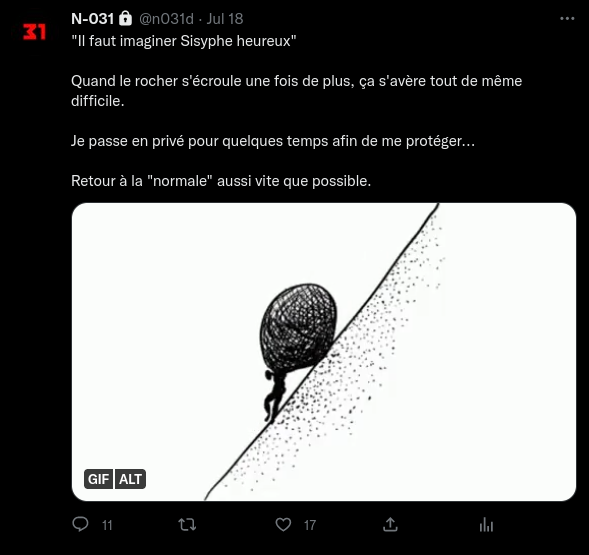 31
N-031 @n031d · Jul 18
"Il faut imaginer Sisyphe heureux"
Quand le rocher s'écroule une fois de plus, ça s'avère tout de même
difficile.
Je passe en privé pour quelques temps afin de me protéger...
Retour à la "normale" aussi vite que possible.
GIF ALT
11 17